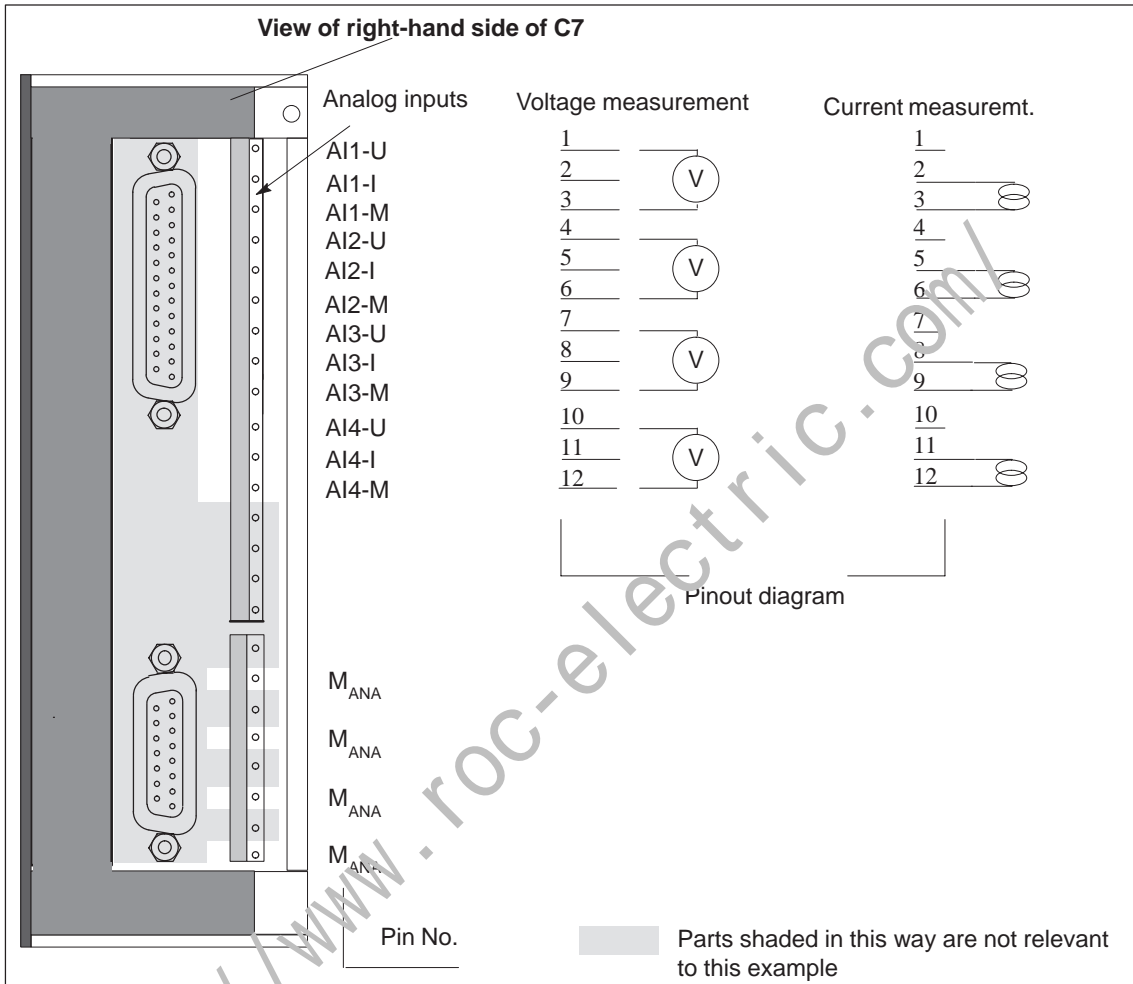 View of right-hand side of C7
Analog inputs
Voltage measurement
Current measuremt.
AI1-U
AI1-I
AI1-M
AI2-U
AI2-I
AI2-M
AI3-U
AI3-I
AI3-M
AI4-U
AI4-I
AI4-M
1
2
3
4
5
6
7
8
9
10
11
12
V
V
V
V
1
2
3
4
5
6
7
8
9
10
11
12
Pinout diagram
MANA
MANA
MANA
MANA
Pin No.
Parts shaded in this way are not relevant
to this example
//www.roc-electric.com/